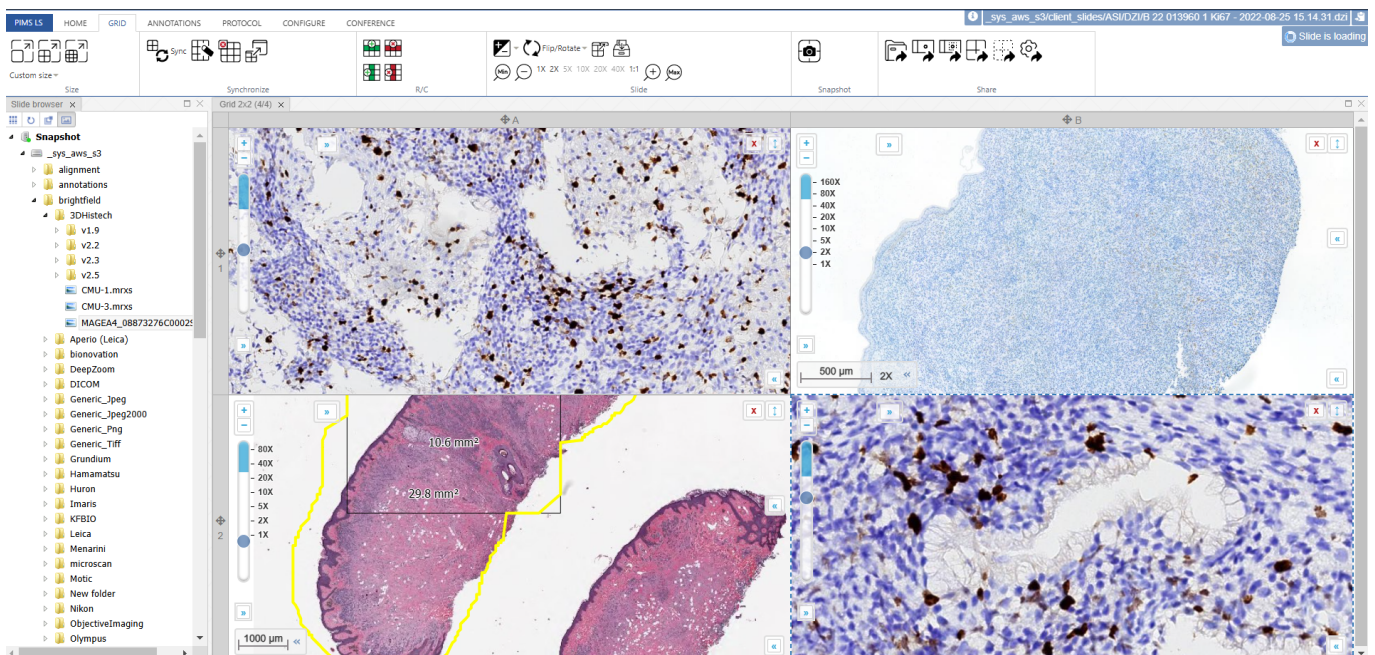 PIMS LS HOME GRID ANNOTATIONS PROTOCOL CONFIGURE CONFERENCE
_sys_aws_s3/client_slides/ASI/DZI/B 22 013960 1 Ki67 - 2022-08-25 15.14.31.dzi
Slide is loading
Sync
Flip/Rotate
Custom size
Min 1X 2X 5X 10X 20X 40X 1:1 Max
Size Synchronize R/C Slide Snapshot Share
Slide browser x
Grid 2x2 (4/4) x
A B
Snapshot
_sys_aws_s3
alignment
annotations
brightfield
3DHistech
v1.9
v2.2
v2.3
v2.5
CMU-1.mrxs
CMU-3.mrxs
MAGEA4_08873276C0002S
Aperio (Leica)
bionovation
DeepZoom
DICOM
Generic_Jpeg
Generic_Jpeg2000
Generic_Png
Generic_Tiff
Grundium
Hamamatsu
Huron
Imaris
KFBIO
Leica
Menarini
microscan
Motic
New folder
Nikon
ObjectiveImaging
Olympus
1
x
160X
80X
40X
20X
10X
5X
2X
1X
x
500 µm 2X
2
80X
40X
20X
10X
5X
2X
1X
x
10.6 mm²
29.8 mm²
1000 µm
x